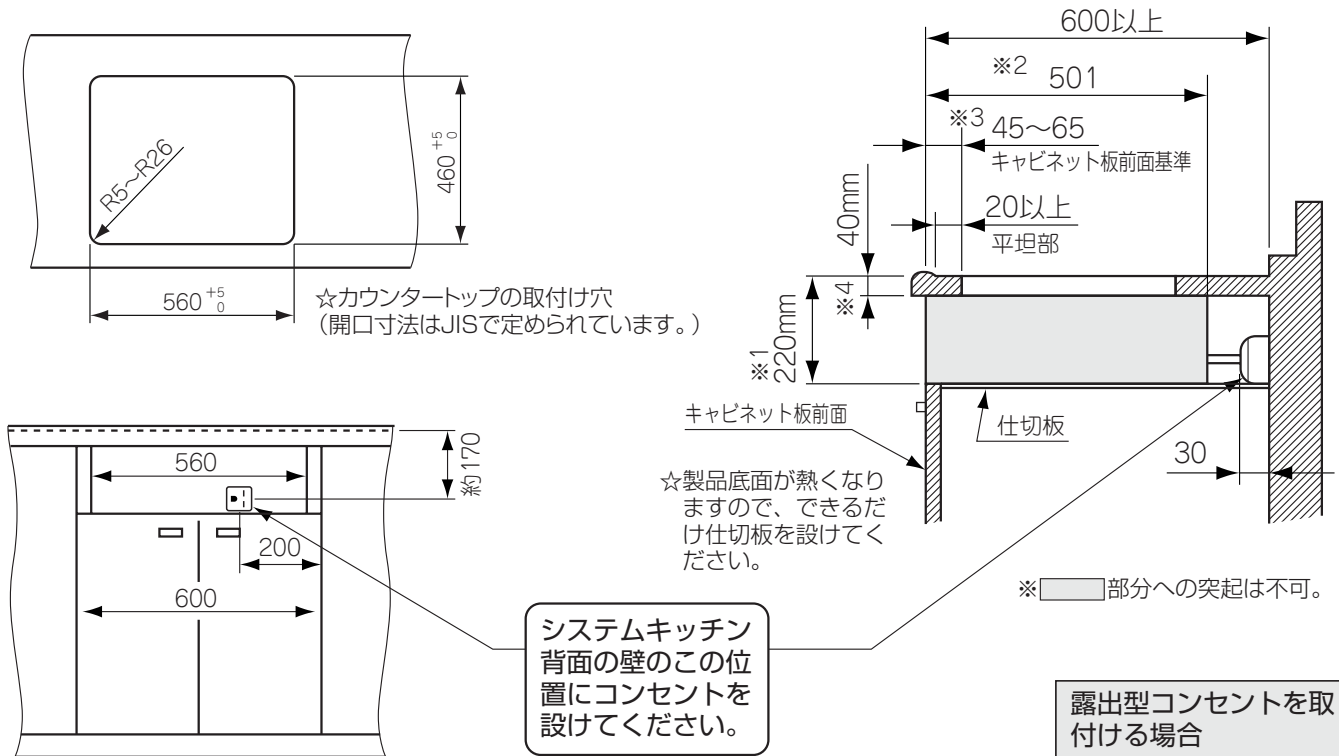 R5〜R26
460 +5 0
560 +5 0
☆カウンタートップの取付け穴
（開口寸法はJISで定められています。）
600以上
※2
501
※3 45〜65
キャビネット板前面基準
40mm
20以上
平坦部
※4
※1
220mm
キャビネット板前面
仕切板
30
☆製品底面が熱くなり
ますので、できるだ
け仕切板を設けてく
ださい。
※ 部分への突起は不可。
560
約170
200
600
システムキッチン
背面の壁のこの位
置にコンセントを
設けてください。
露出型コンセントを取
付ける場合